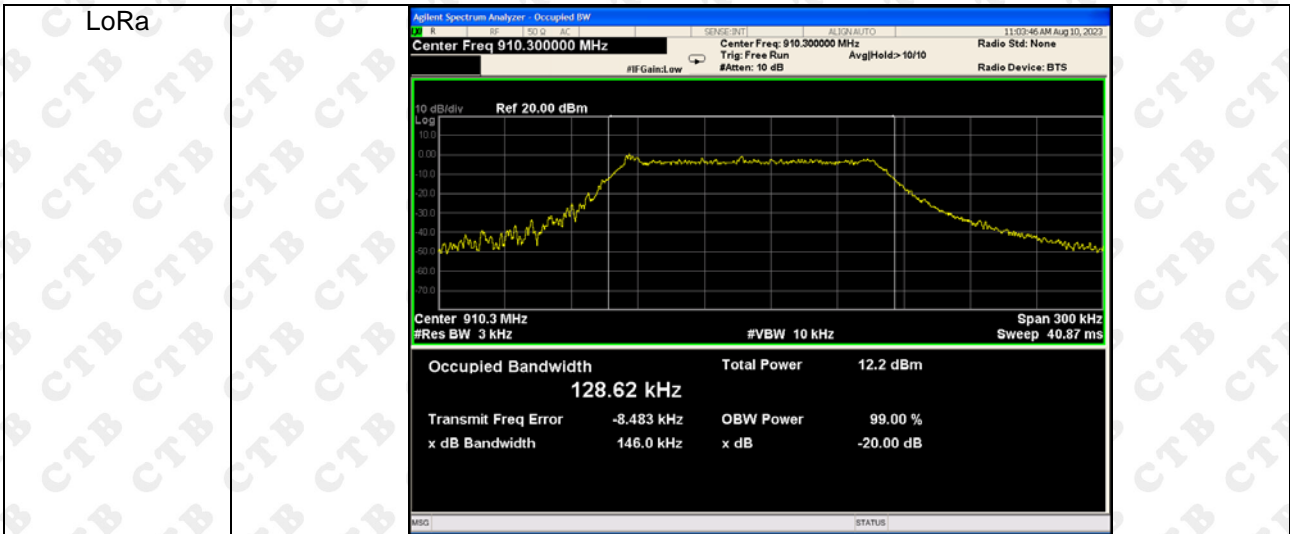 LoRa
Agilent Spectrum Analyzer - Occupied BW
R RF 50 Ω AC SENSE:INT ALIGN AUTO 11:03:46 AM Aug 10, 2023
Center Freq 910.300000 MHz Center Freq: 910.300000 MHz Radio Std: None
Trig: Free Run Avg|Hold:> 10/10
#IFGain:Low #Atten: 10 dB Radio Device: BTS
10 dB/div Ref 20.00 dBm
Log
10.0
0.00
-10.0
-20.0
-30.0
-40.0
-50.0
-60.0
-70.0
Center 910.3 MHz Span 300 kHz
#Res BW 3 kHz #VBW 10 kHz Sweep 40.87 ms
Occupied Bandwidth Total Power 12.2 dBm
128.62 kHz
Transmit Freq Error -8.483 kHz OBW Power 99.00 %
x dB Bandwidth 146.0 kHz x dB -20.00 dB
MSG STATUS
CTB